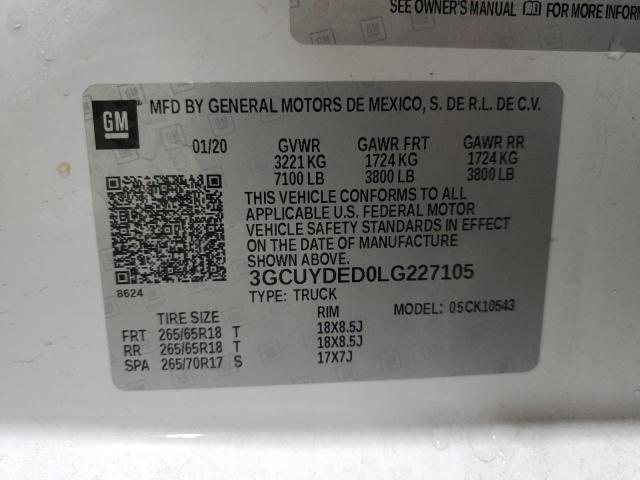 SEE OWNER'S MANUAL FOR MORE INFOR
GM
MFD BY GENERAL MOTORS DE MEXICO, S. DE R.L. DE C.V.
01/20 GVWR GAWR FRT GAWR RR
3221 KG 1724 KG 1724 KG
7100 LB 3800 LB 3800 LB
THIS VEHICLE CONFORMS TO ALL
APPLICABLE U.S. FEDERAL MOTOR
VEHICLE SAFETY STANDARDS IN EFFECT
ON THE DATE OF MANUFACTURE
SHOWN ABOVE.
3GCUYDED0LG227105
8624
TYPE: TRUCK
MODEL: 05CK10543
TIRE SIZE RIM
FRT 265/65R18 T 18X8.5J
RR 265/65R18 T 18X8.5J
SPA 265/70R17 S 17X7J